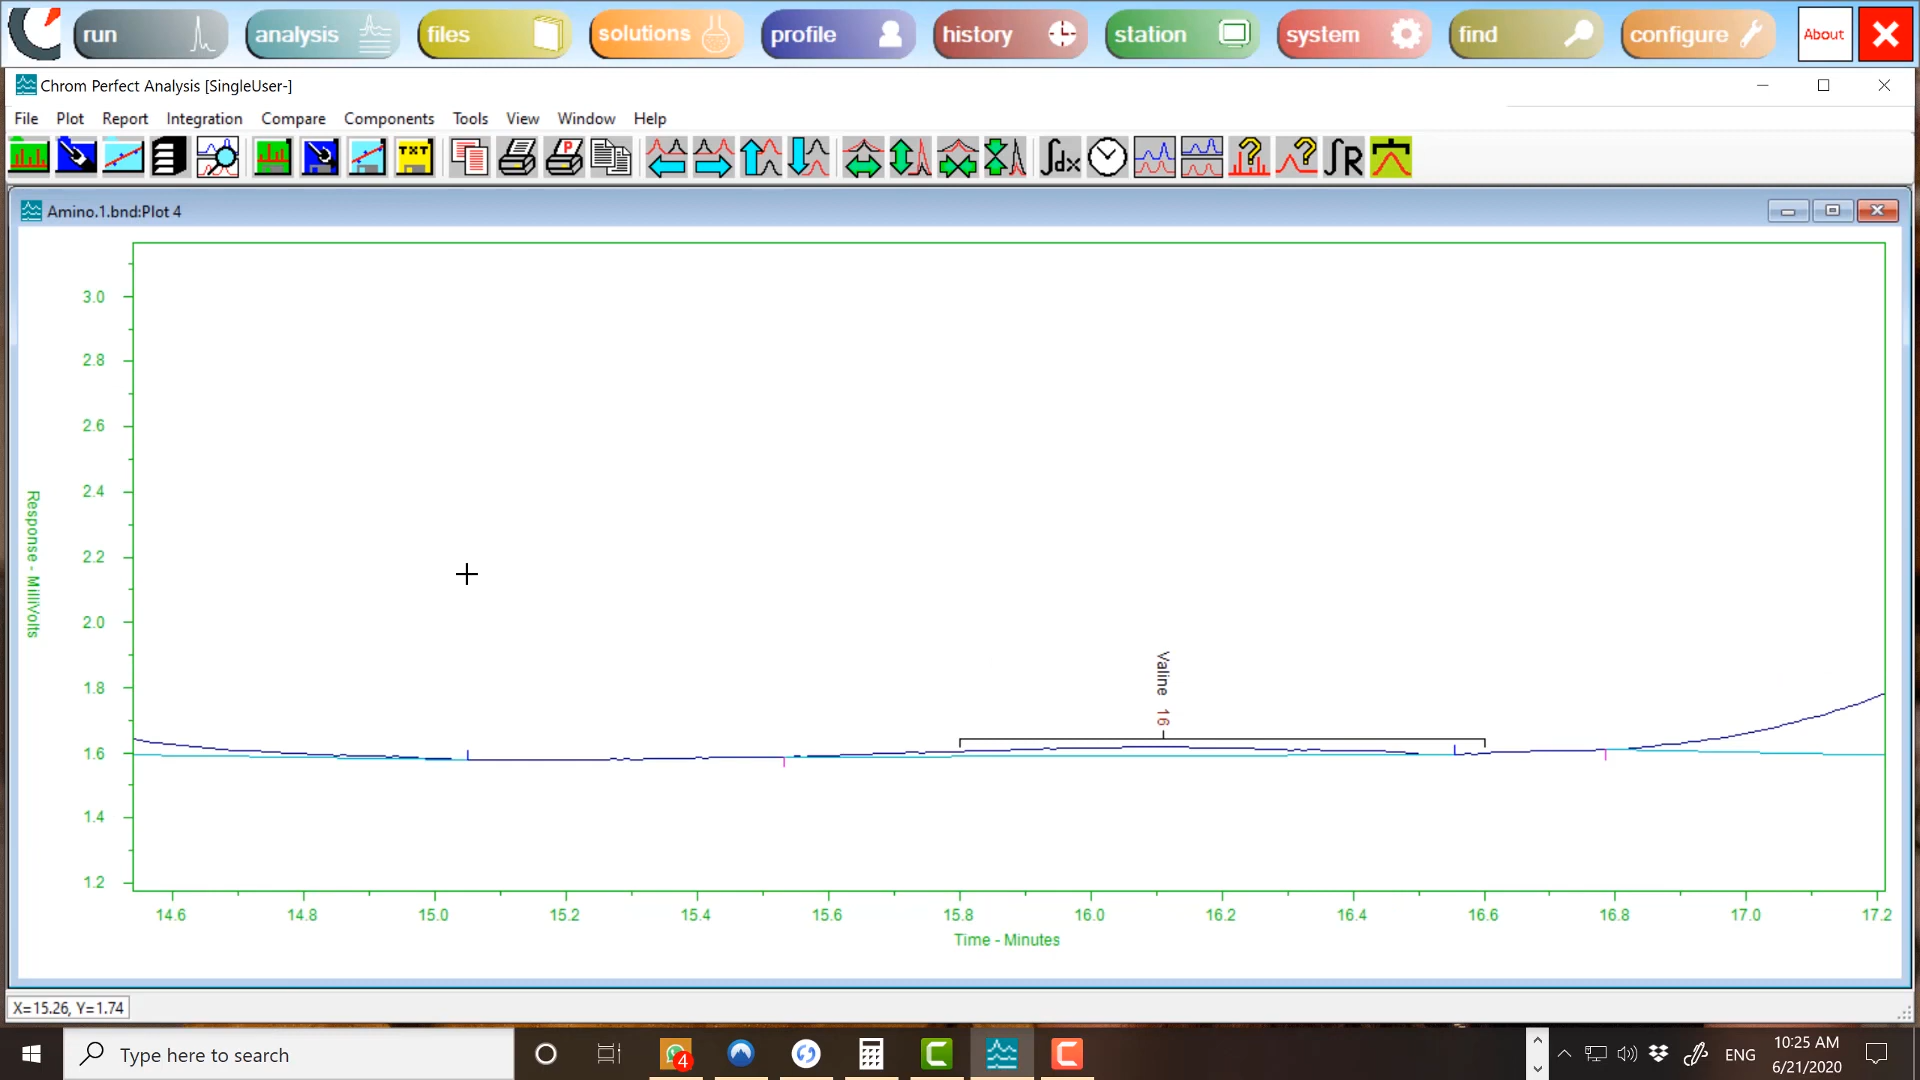 run analysis files solutions profile history station system find configure About
Chrom Perfect Analysis [SingleUser-]
File Plot Report Integration Compare Components Tools View Window Help
TXT P ? ? ∫dx ∫R
Amino.1.bnd:Plot 4
3.0
2.8
2.6
2.4
2.2
2.0
1.8
1.6
1.4
1.2
Response - MilliVolts
Valine 16
14.6 14.8 15.0 15.2 15.4 15.6 15.8 16.0 16.2 16.4 16.6 16.8 17.0 17.2
Time - Minutes
X=15.26, Y=1.74
Type here to search
4
ENG
10:25 AM
6/21/2020